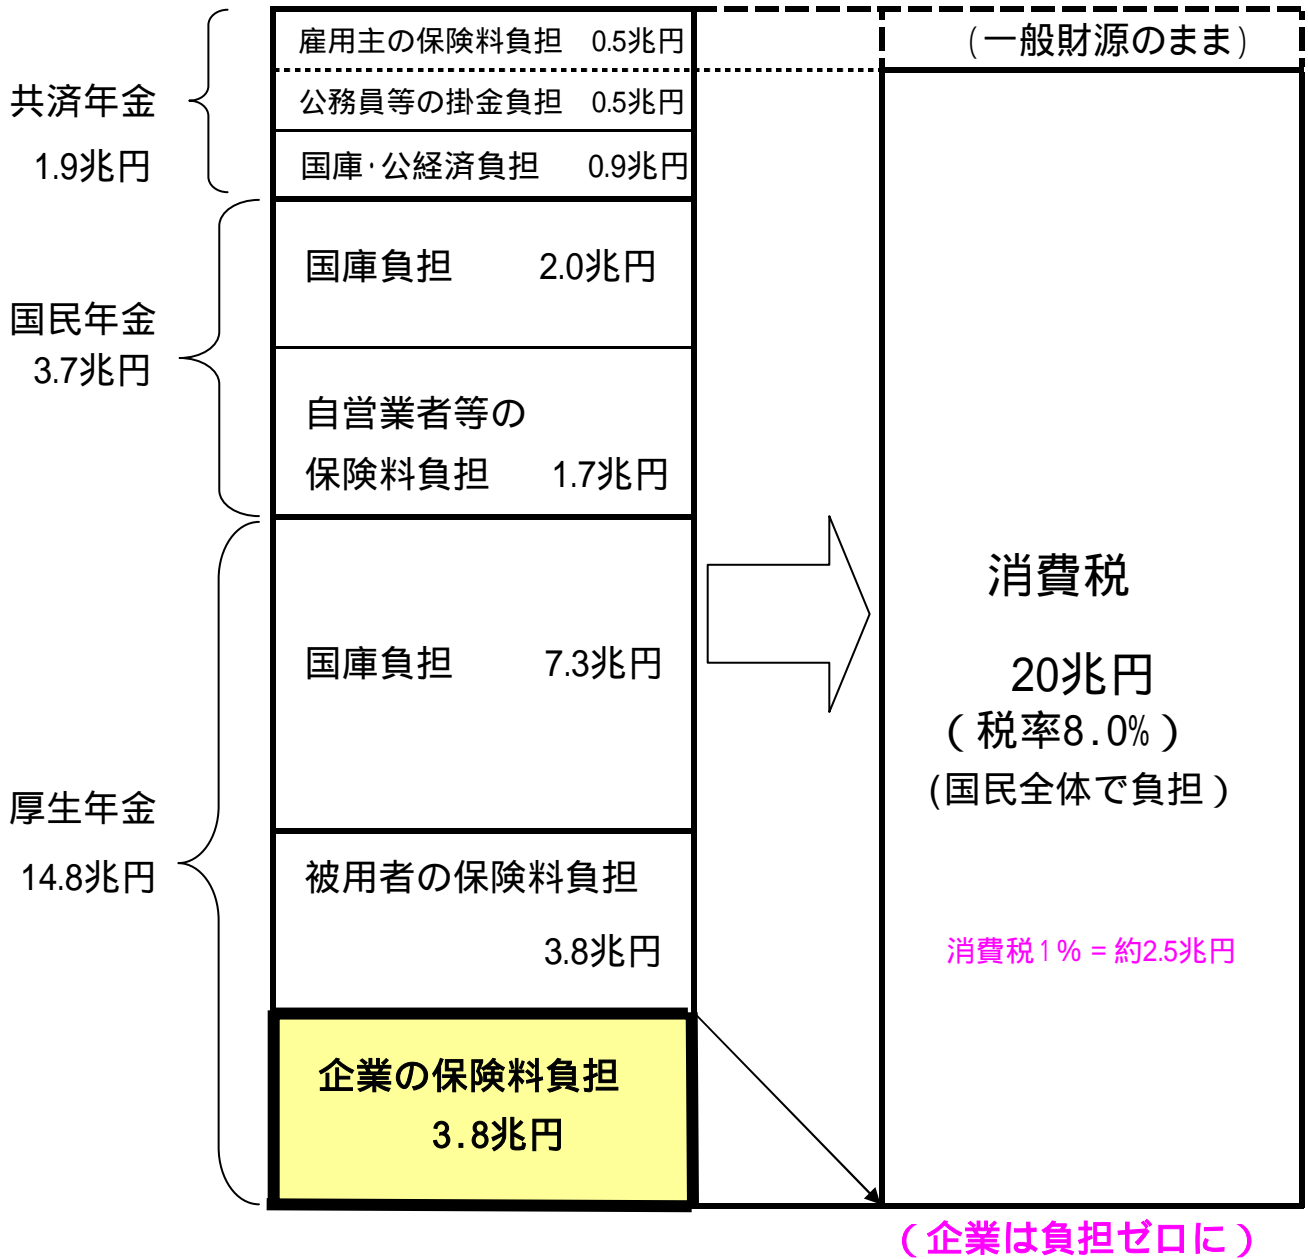 共済年金
1.9兆円
雇用主の保険料負担 0.5兆円
公務員等の掛金負担 0.5兆円
国庫・公経済負担 0.9兆円
国民年金
3.7兆円
国庫負担 2.0兆円
自営業者等の
保険料負担 1.7兆円
厚生年金
14.8兆円
国庫負担 7.3兆円
被用者の保険料負担
3.8兆円
企業の保険料負担
3.8兆円
(一般財源のまま)
消費税
20兆円
(税率8.0%)
(国民全体で負担)
消費税1%=約2.5兆円
(企業は負担ゼロに)